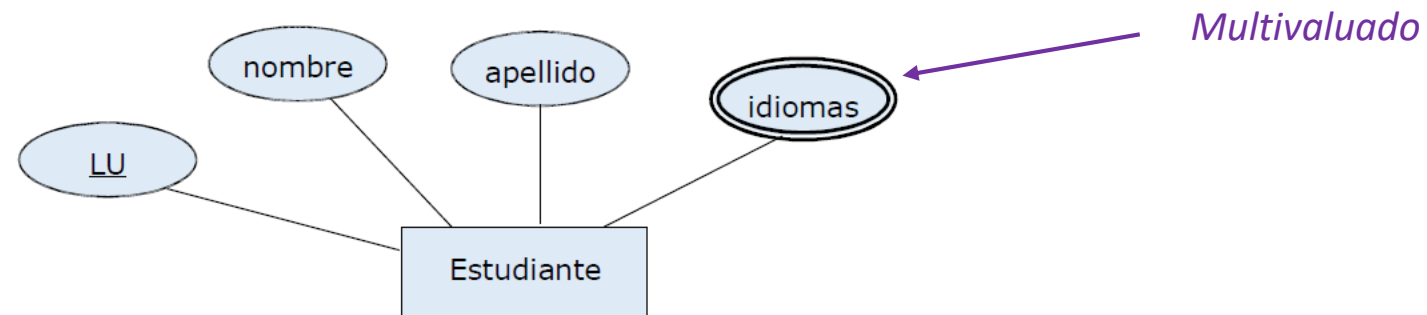 Multivaluado
nombre
apellido
idiomas
LU
Estudiante